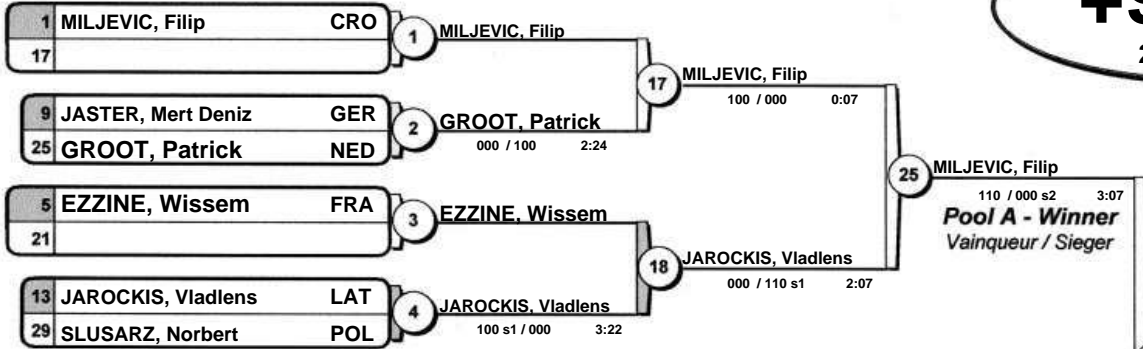 1 MILJEVIC, Filip CRO
17
1 MILJEVIC, Filip
9 JASTER, Mert Deniz GER
25 GROOT, Patrick NED
2 GROOT, Patrick
000 / 100 2:24
17 MILJEVIC, Filip
100 / 000 0:07
5 EZZINE, Wissem FRA
21
3 EZZINE, Wissem
13 JAROCKIS, Vladlens LAT
29 SLUSARZ, Norbert POL
4 JAROCKIS, Vladlens
100 s1 / 000 3:22
18 JAROCKIS, Vladlens
000 / 110 s1 2:07
25 MILJEVIC, Filip
110 / 000 s2 3:07
Pool A - Winner
Vainqueur / Sieger